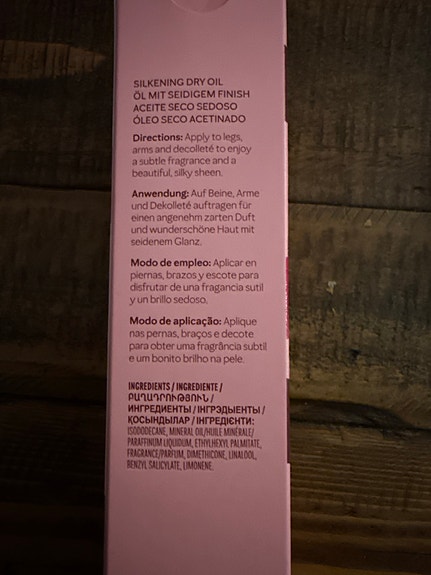 SILKENING DRY OIL
ÖL MIT SEIDIGEM FINISH
ACEITE SECO SEDOSO
ÓLEO SECO ACETINADO
Directions: Apply to legs,
arms and decolleté to enjoy
a subtle fragrance and a
beautiful, silky sheen.
Anwendung: Auf Beine, Arme
und Dekolleté auftragen für
einen angenehm zarten Duft
und wunderschöne Haut mit
seidenem Glanz.
Modo de empleo: Aplicar en
piernas, brazos y escote para
disfrutar de una fragancia sutil
y un brillo sedoso.
Modo de aplicação: Aplique
nas pernas, braços e decote
para obter uma fragrância subtil
e um bonito brilho na pele.
INGREDIENTS / INGREDIENTE /
ԲԱՂԱԴՐՈՒԹՅՈՒՆ /
ИНГРЕДИЕНТЫ / ІНГРЭДЫЕНТЫ /
ҚОСЫНДЫЛАР / ІНГРЕДІЄНТИ:
ISODODECANE, MINERAL OIL/HUILE MINÉRALE/
PARAFFINUM LIQUIDUM, ETHYLHEXYL PALMITATE,
FRAGRANCE/PARFUM, DIMETHICONE, LINALOOL,
BENZYL SALICYLATE, LIMONENE.